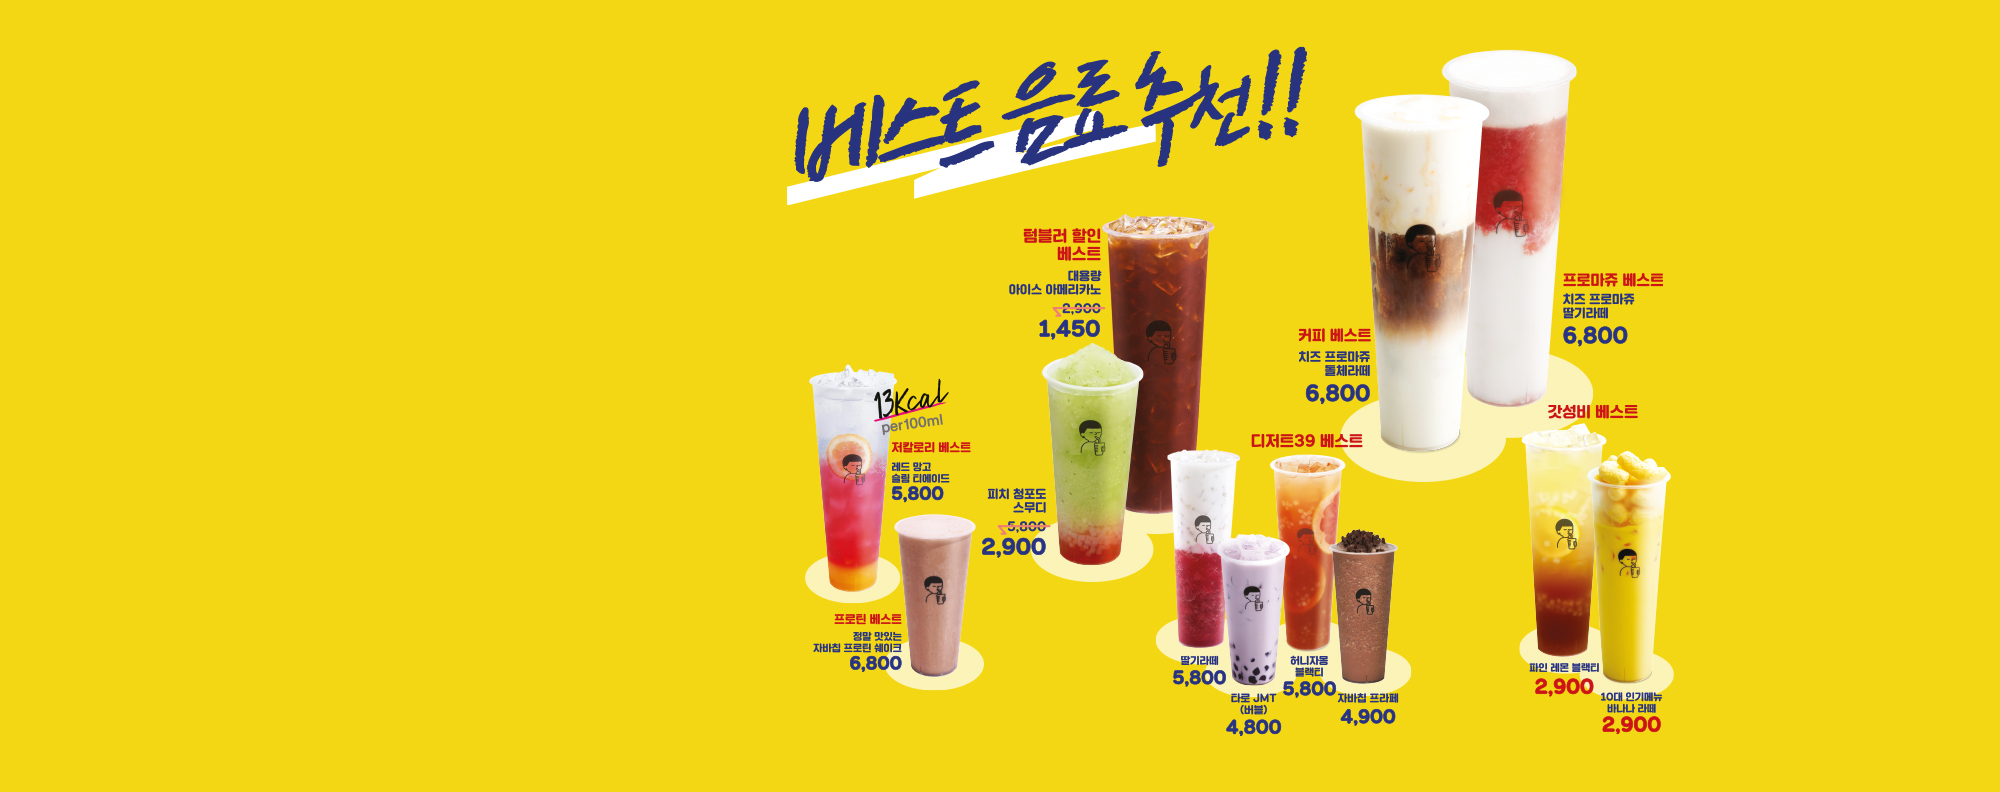 베스트 음료 추천!!
텀블러 할인
베스트
대용량
아이스 아메리카노
2,900
1,450
피치 청포도
스무디
5,800
2,900
13Kcal
per100ml
저칼로리 베스트
레드 망고
슬림 티에이드
5,800
프로틴 베스트
정말 맛있는
자바칩 프로틴 쉐이크
6,800
커피 베스트
치즈 프로마쥬
돌체라떼
6,800
프로마쥬 베스트
치즈 프로마쥬
딸기라떼
6,800
디저트39 베스트
딸기라떼
5,800
타로 JMT
(버블)
4,800
허니자몽
블랙티
5,800
자바칩 프라페
4,900
갓성비 베스트
파인 레몬 블랙티
2,900
10대 인기메뉴
바나나 라떼
2,900